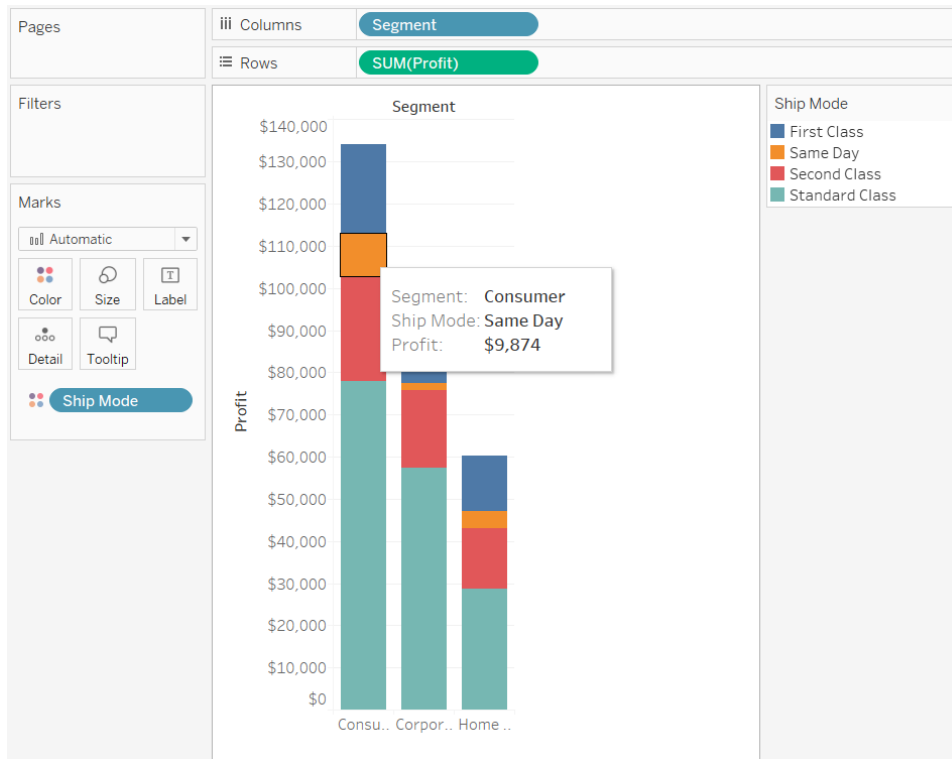 Pages
Columns
Segment
Rows
SUM(Profit)
Filters
Marks
Automatic
Color
Size
T
Label
Detail
Tooltip
Ship Mode
Segment
Profit
$140,000
$130,000
$120,000
$110,000
$100,000
$90,000
$80,000
$70,000
$60,000
$50,000
$40,000
$30,000
$20,000
$10,000
$0
Consu.. Corpor.. Home ..
Segment: Consumer
Ship Mode: Same Day
Profit: $9,874
Ship Mode
First Class
Same Day
Second Class
Standard Class